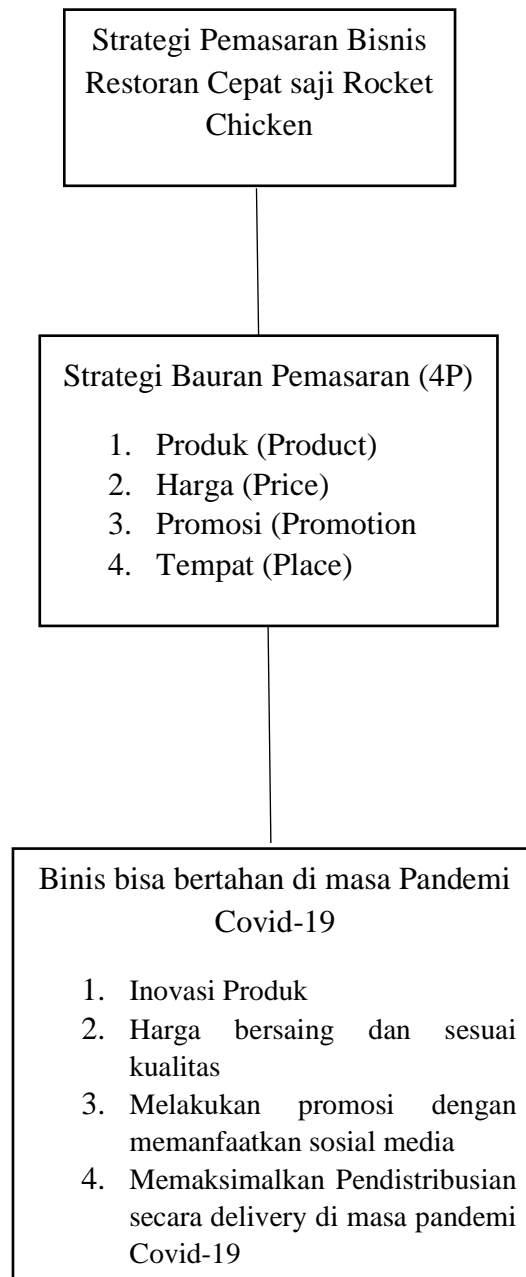 Strategi Pemasaran Bisnis
Restoran Cepat saji Rocket
Chicken
Strategi Bauran Pemasaran (4P)
1. Produk (Product)
2. Harga (Price)
3. Promosi (Promotion
4. Tempat (Place)
Binis bisa bertahan di masa Pandemi
Covid-19
1. Inovasi Produk
2. Harga bersaing dan sesuai
kualitas
3. Melakukan promosi dengan
memanfaatkan sosial media
4. Memaksimalkan Pendistribusian
secara delivery di masa pandemi
Covid-19